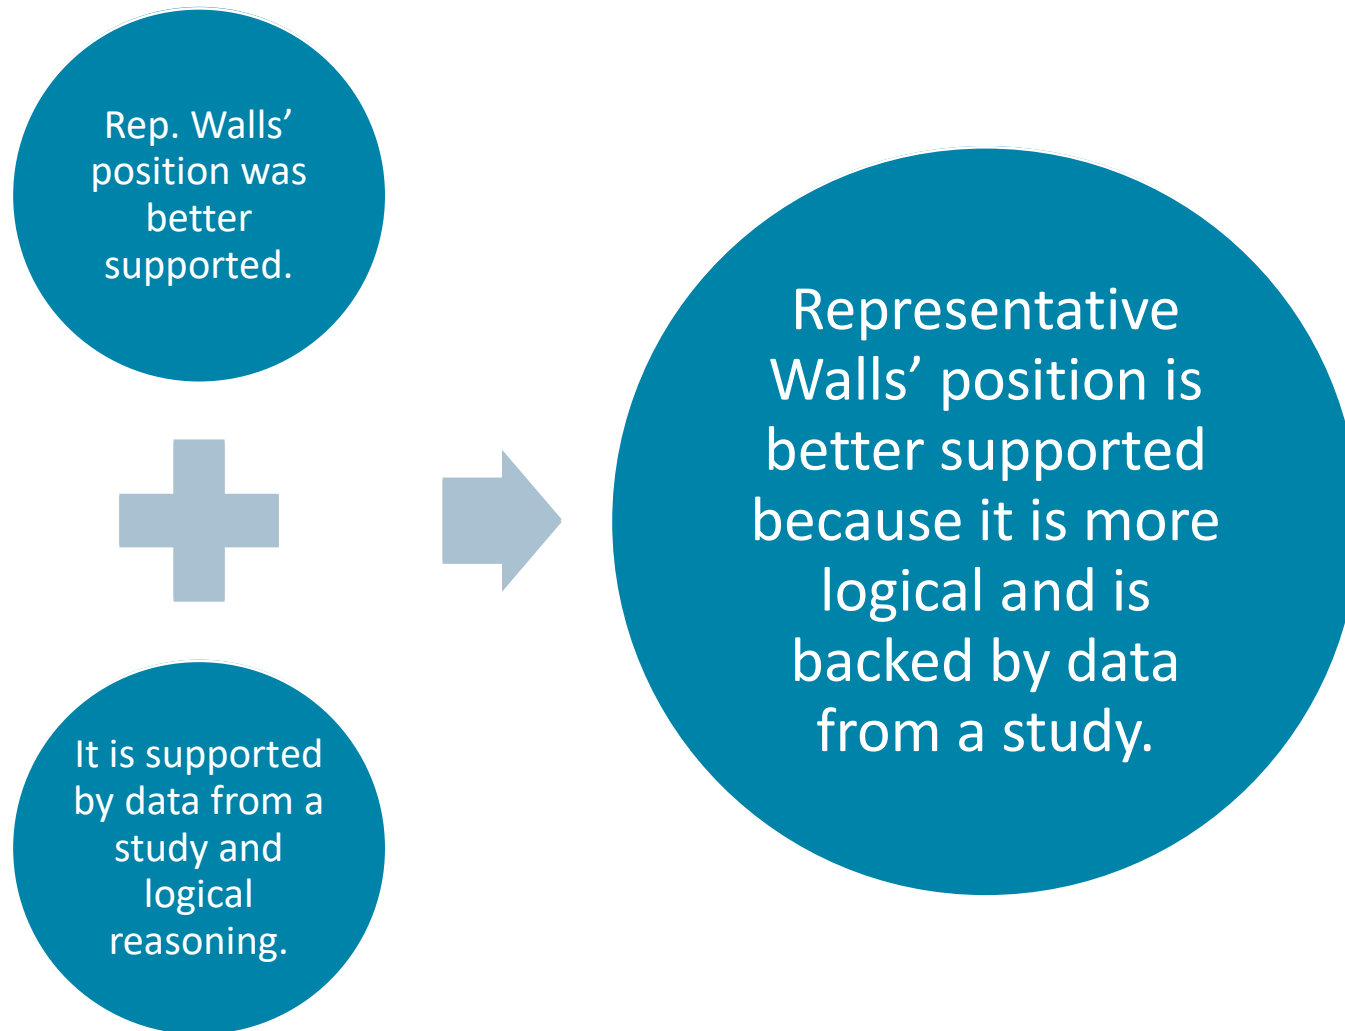 Rep. Walls’
position was
better
supported.
It is supported
by data from a
study and
logical
reasoning.
Representative
Walls’ position is
better supported
because it is more
logical and is
backed by data
from a study.